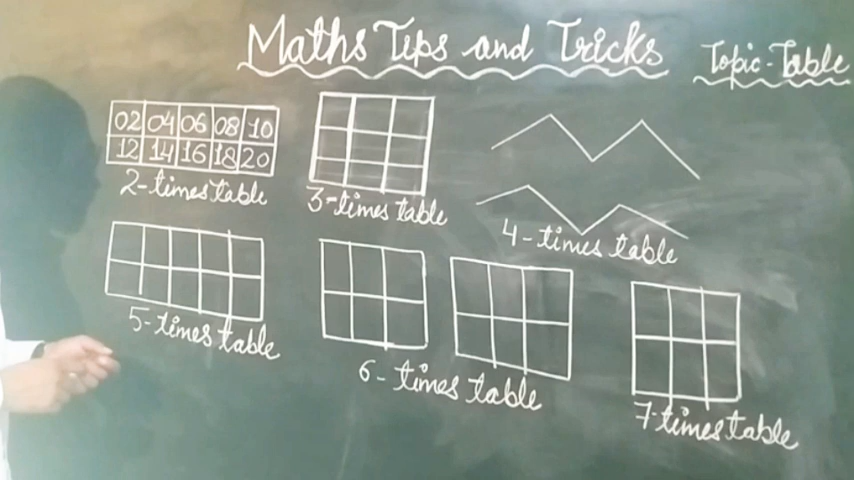 Maths Tips and Tricks
Topic-Table
02 04 06 08 10
12 14 16 18 20
2-times table
3-times table
4-times table
5-times table
6-times table
7-times table